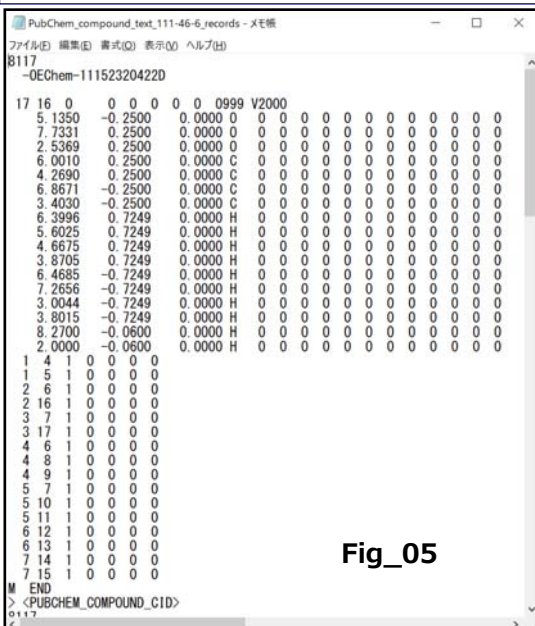 PubChem_compound_text_111-46-6_records - メモ帳
ファイル(F) 編集(E) 書式(O) 表示(V) ヘルプ(H)
8117
-OEChem-11152320422D
17 16 0 0 0 0 0 0 0999 V2000
5.1350 -0.2500 0.0000 O 0 0 0 0 0 0 0 0 0 0 0 0
7.7331 0.2500 0.0000 O 0 0 0 0 0 0 0 0 0 0 0 0
2.5369 0.2500 0.0000 O 0 0 0 0 0 0 0 0 0 0 0 0
6.0010 0.2500 0.0000 C 0 0 0 0 0 0 0 0 0 0 0 0
4.2690 0.2500 0.0000 C 0 0 0 0 0 0 0 0 0 0 0 0
6.8671 -0.2500 0.0000 C 0 0 0 0 0 0 0 0 0 0 0 0
3.4030 -0.2500 0.0000 C 0 0 0 0 0 0 0 0 0 0 0 0
6.3996 0.7249 0.0000 H 0 0 0 0 0 0 0 0 0 0 0 0
5.6025 0.7249 0.0000 H 0 0 0 0 0 0 0 0 0 0 0 0
4.6675 0.7249 0.0000 H 0 0 0 0 0 0 0 0 0 0 0 0
3.8705 0.7249 0.0000 H 0 0 0 0 0 0 0 0 0 0 0 0
6.4685 -0.7249 0.0000 H 0 0 0 0 0 0 0 0 0 0 0 0
7.2656 -0.7249 0.0000 H 0 0 0 0 0 0 0 0 0 0 0 0
3.0044 -0.7249 0.0000 H 0 0 0 0 0 0 0 0 0 0 0 0
3.8015 -0.7249 0.0000 H 0 0 0 0 0 0 0 0 0 0 0 0
8.2700 -0.0600 0.0000 H 0 0 0 0 0 0 0 0 0 0 0 0
2.0000 -0.0600 0.0000 H 0 0 0 0 0 0 0 0 0 0 0 0
1 4 1 0 0 0 0
1 5 1 0 0 0 0
2 6 1 0 0 0 0
2 16 1 0 0 0 0
3 7 1 0 0 0 0
3 17 1 0 0 0 0
4 6 1 0 0 0 0
4 8 1 0 0 0 0
4 9 1 0 0 0 0
5 7 1 0 0 0 0
5 10 1 0 0 0 0
5 11 1 0 0 0 0
6 12 1 0 0 0 0
6 13 1 0 0 0 0
7 14 1 0 0 0 0
7 15 1 0 0 0 0
M END
> <PUBCHEM_COMPOUND_CID>
8117
Fig_05